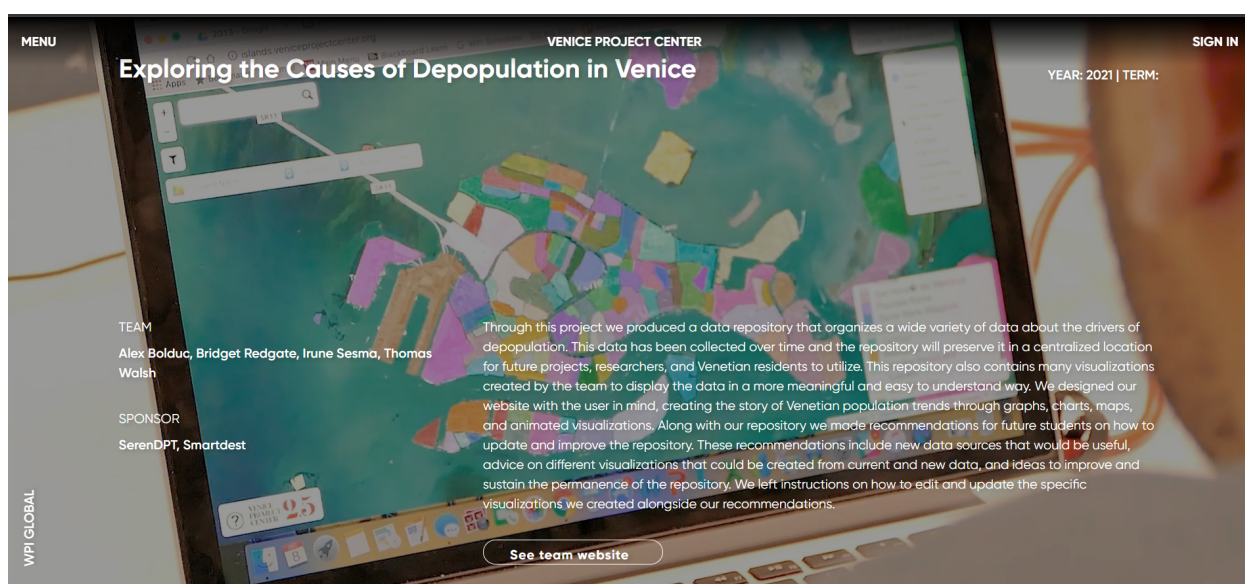 MENU
VENICE PROJECT CENTER
SIGN IN
Exploring the Causes of Depopulation in Venice
YEAR: 2021 | TERM:
islands.veniceprojectcenter.org
Apps
TEAM
Alex Bolduc, Bridget Redgate, Irune Sesma, Thomas
Walsh
SPONSOR
SerenDPT, Smartdest
Through this project we produced a data repository that organizes a wide variety of data about the drivers of
depopulation. This data has been collected over time and the repository will preserve it in a centralized location
for future projects, researchers, and Venetian residents to utilize. This repository also contains many visualizations
created by the team to display the data in a more meaningful and easy to understand way. We designed our
website with the user in mind, creating the story of Venetian population trends through graphs, charts, maps,
and animated visualizations. Along with our repository we made recommendations for future students on how to
update and improve the repository. These recommendations include new data sources that would be useful,
advice on different visualizations that could be created from current and new data, and ideas to improve and
sustain the permanence of the repository. We left instructions on how to edit and update the specific
visualizations we created alongside our recommendations.
See team website
WPI GLOBAL
VENICE
PROJECT
CENTER
25
8